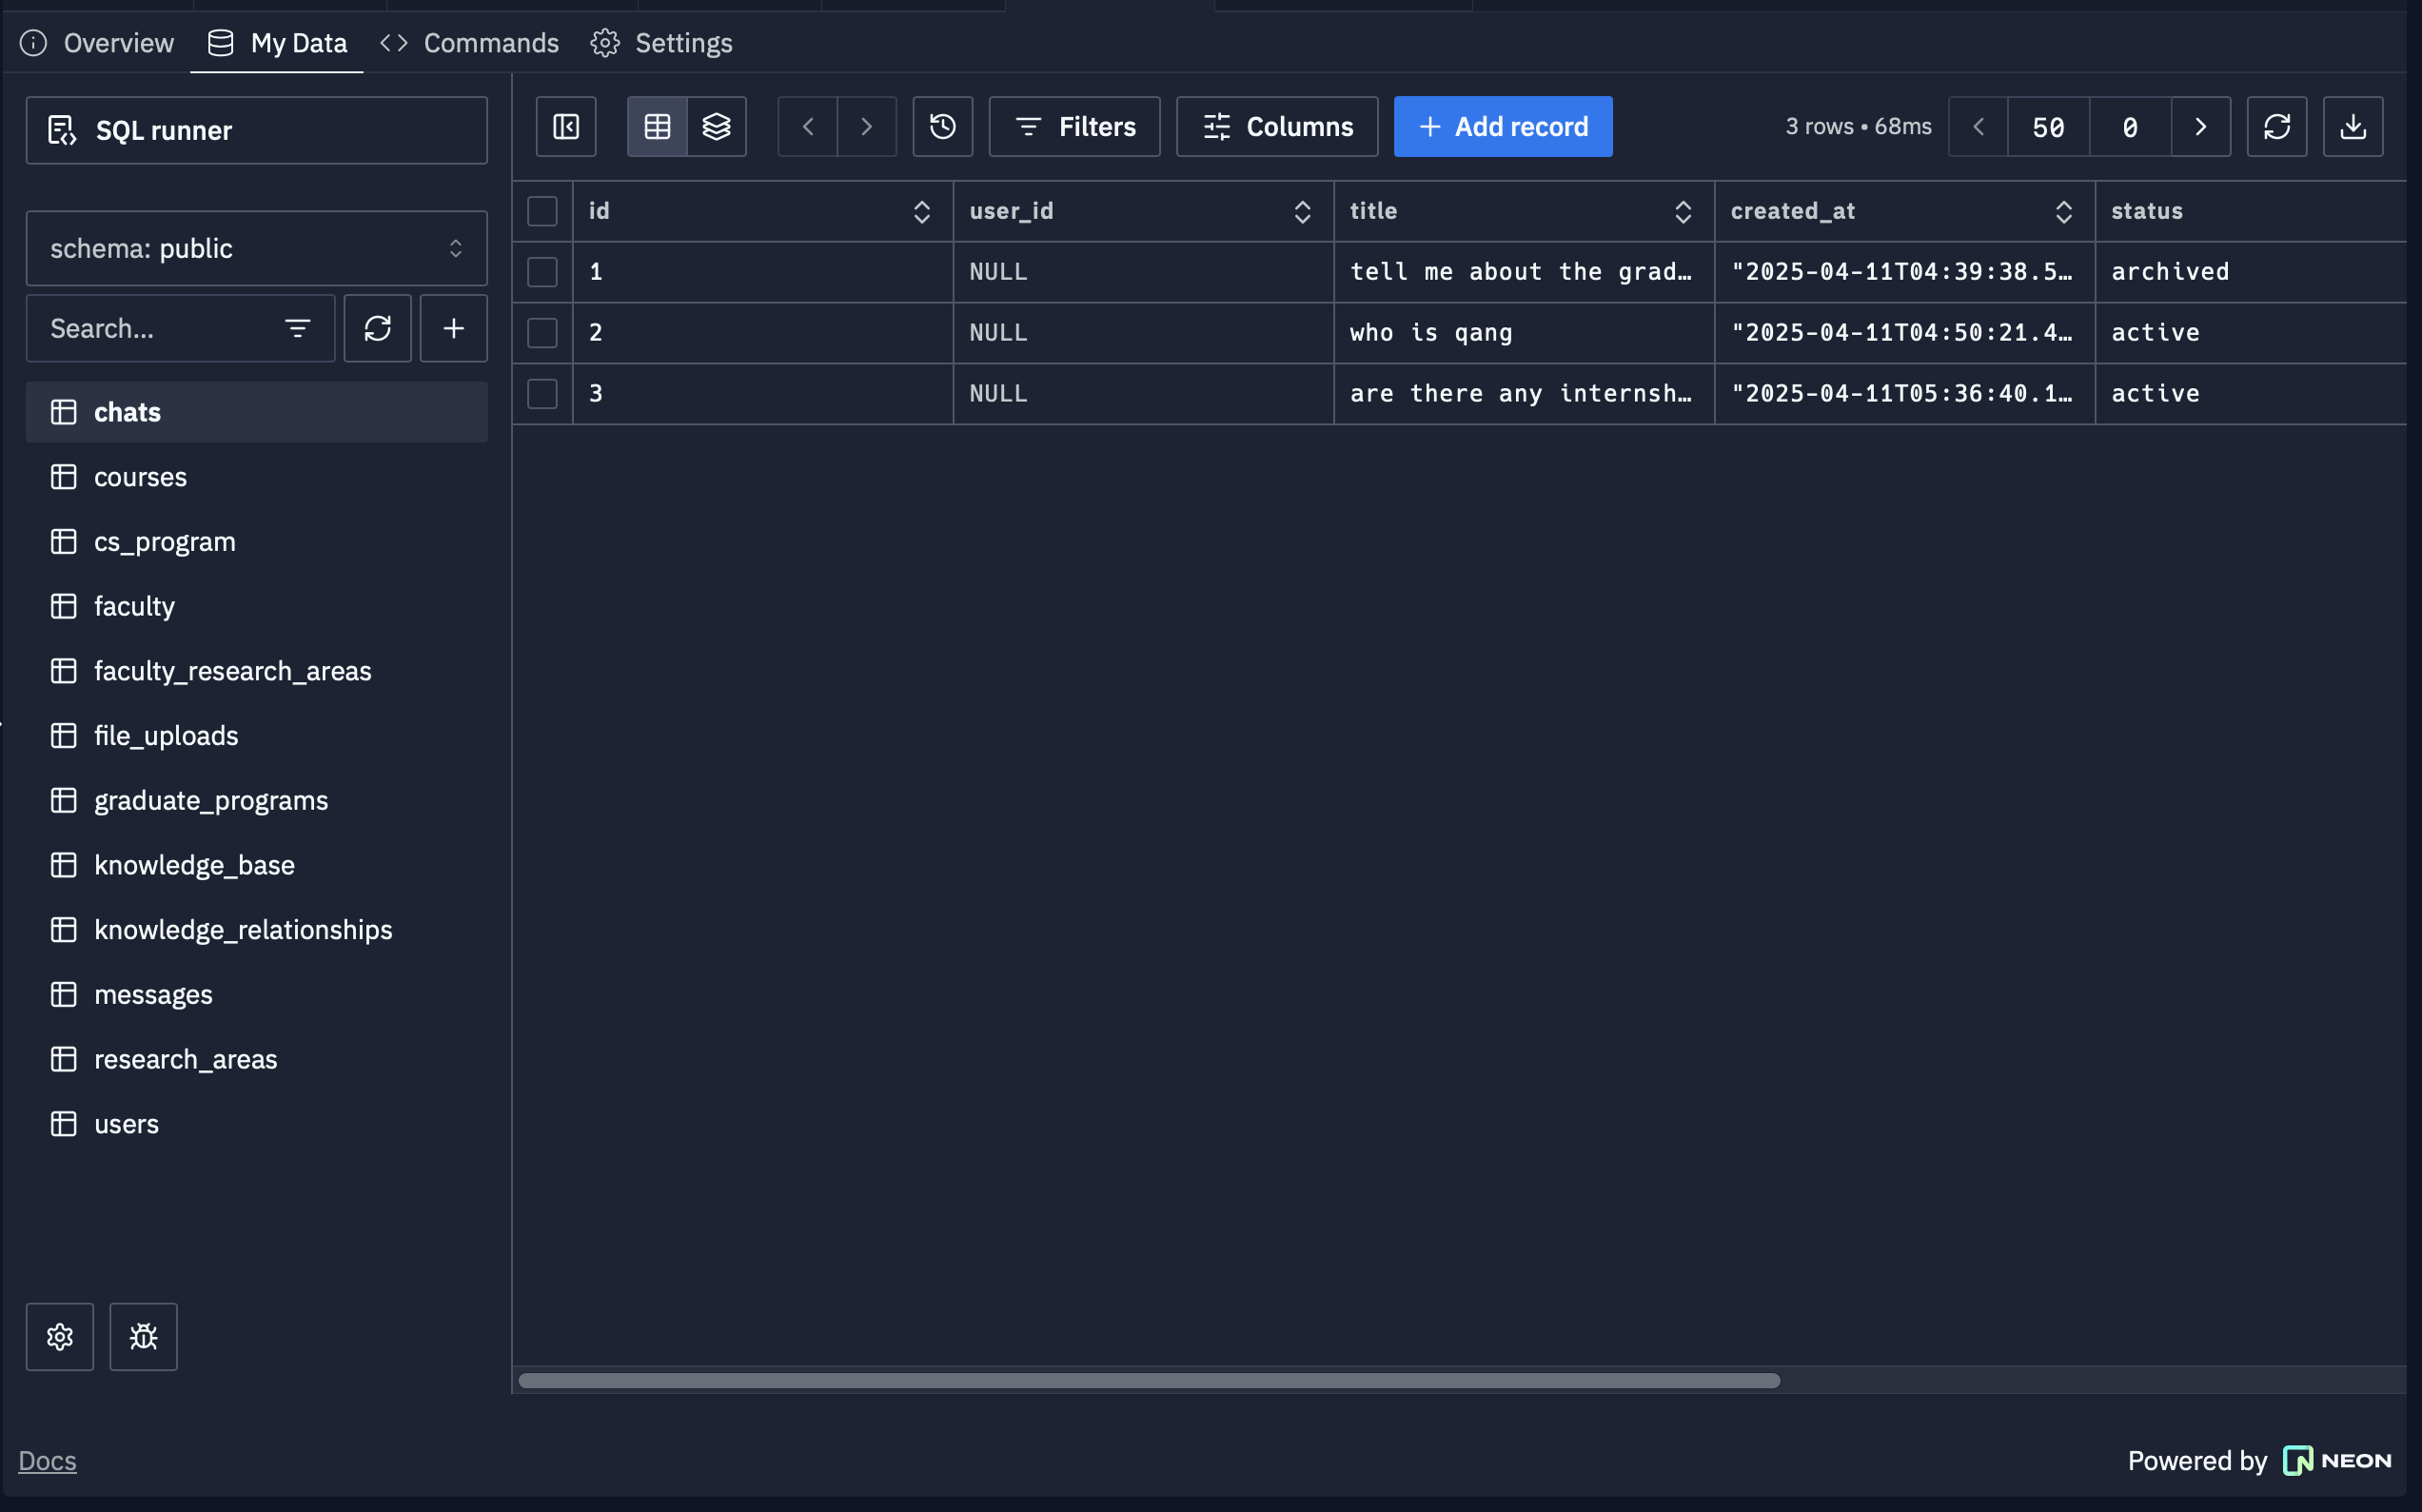 Overview My Data Commands Settings
SQL runner
schema: public
Search...
chats
courses
cs_program
faculty
faculty_research_areas
file_uploads
graduate_programs
knowledge_base
knowledge_relationships
messages
research_areas
users
Filters Columns Add record 3 rows • 68ms 50 0
id user_id title created_at status
1 NULL tell me about the grad… "2025-04-11T04:39:38.5… archived
2 NULL who is qang "2025-04-11T04:50:21.4… active
3 NULL are there any internsh… "2025-04-11T05:36:40.1… active
Docs
Powered by NEON